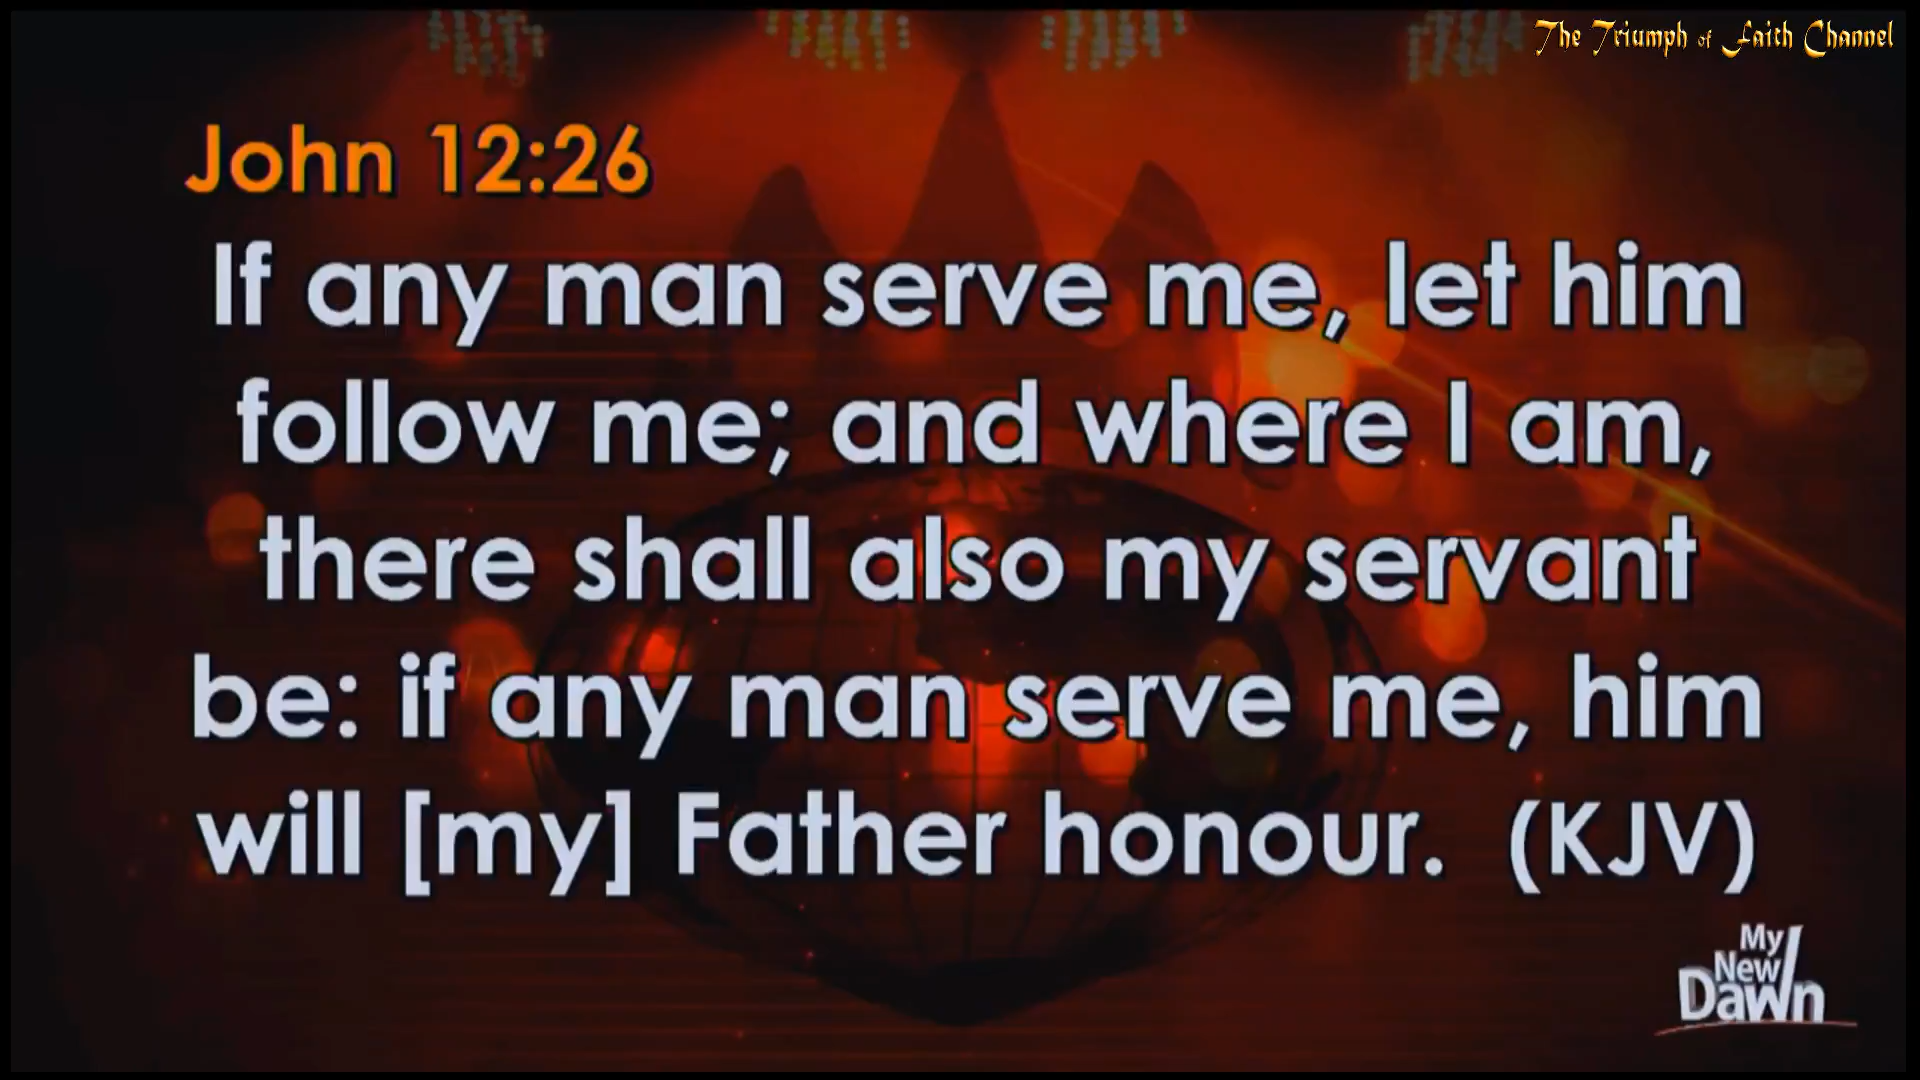 The Triumph of Faith Channel
John 12:26
If any man serve me, let him
follow me; and where I am,
there shall also my servant
be: if any man serve me, him
will [my] Father honour. (KJV)
My
New
Dawn